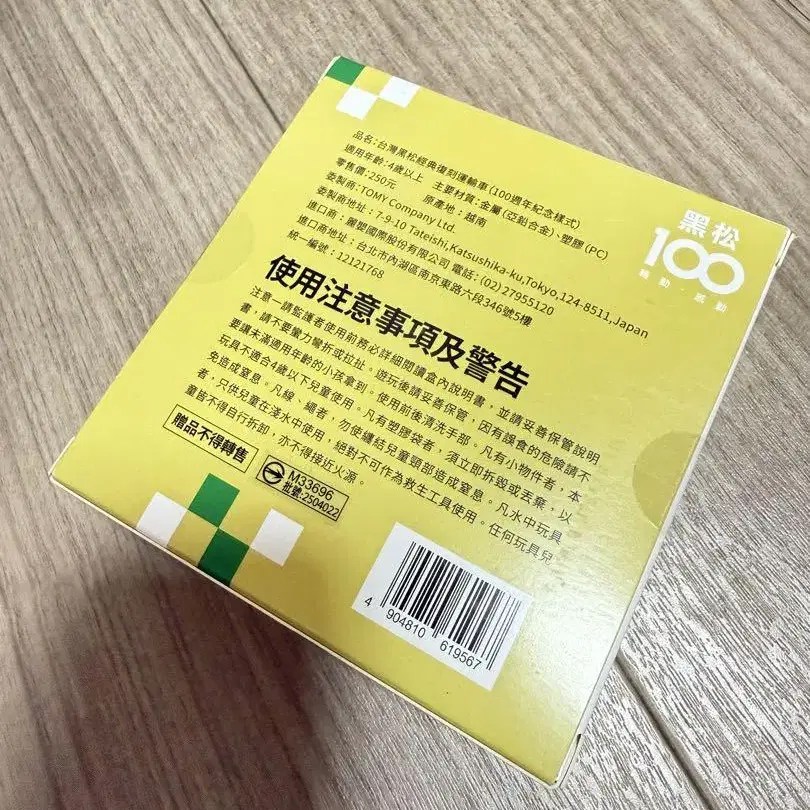 品名：台灣黑松經典復刻運輸車（100週年紀念樣式）
適用年齡：4歲以上 主要材質：金屬（亞鉛合金）、塑膠（PC）
零售價：250元 原產地：越南
委製商：TOMY Company Ltd.
委製商地址：7-9-10 Tateishi,Katsushika-ku,Tokyo,124-8511,Japan
進口商：麗嬰國際股份有限公司 電話：(02) 27955120
進口商地址：台北市內湖區南京東路六段346號5樓
統一編號：12121768
黑松
100
感動
使用注意事項及警告
注意－請監護者使用前務必詳細閱讀盒內說明書，並請妥善保管說明
書，請不要蠻力彎折或拉扯。遊玩後請妥善保管，因有誤食的危險請不
要讓未滿適用年齡的小孩拿到。使用前後清洗手部。凡有小物件者，本
玩具不適合4歲以下兒童使用。凡有塑膠袋者，須立即拆毀或丟棄，以
免造成窒息。凡線、繩者，勿使纏結兒童頸部造成窒息。凡水中玩具
者，只供兒童在淺水中使用，絕對不可作為救生工具使用。任何玩具兒
童皆不得自行拆卸，亦不得接近火源。
贈品不得轉售
M33696
批號：2504022
4 904810 619567